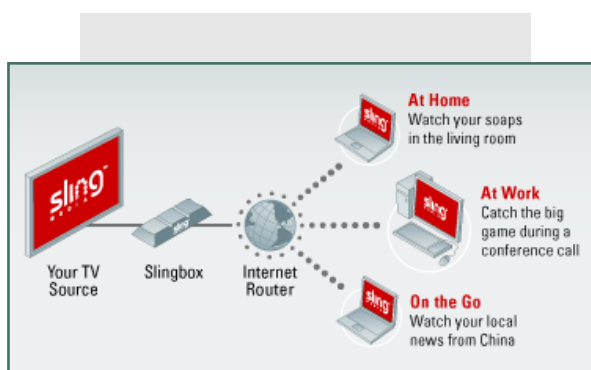 At Home
Watch your soaps
in the living room
sling
sling
At Work
Catch the big
game during a
conference call
sling
sling
Your TV
Source
Slingbox
Internet
Router
On the Go
Watch your local
news from China
sling